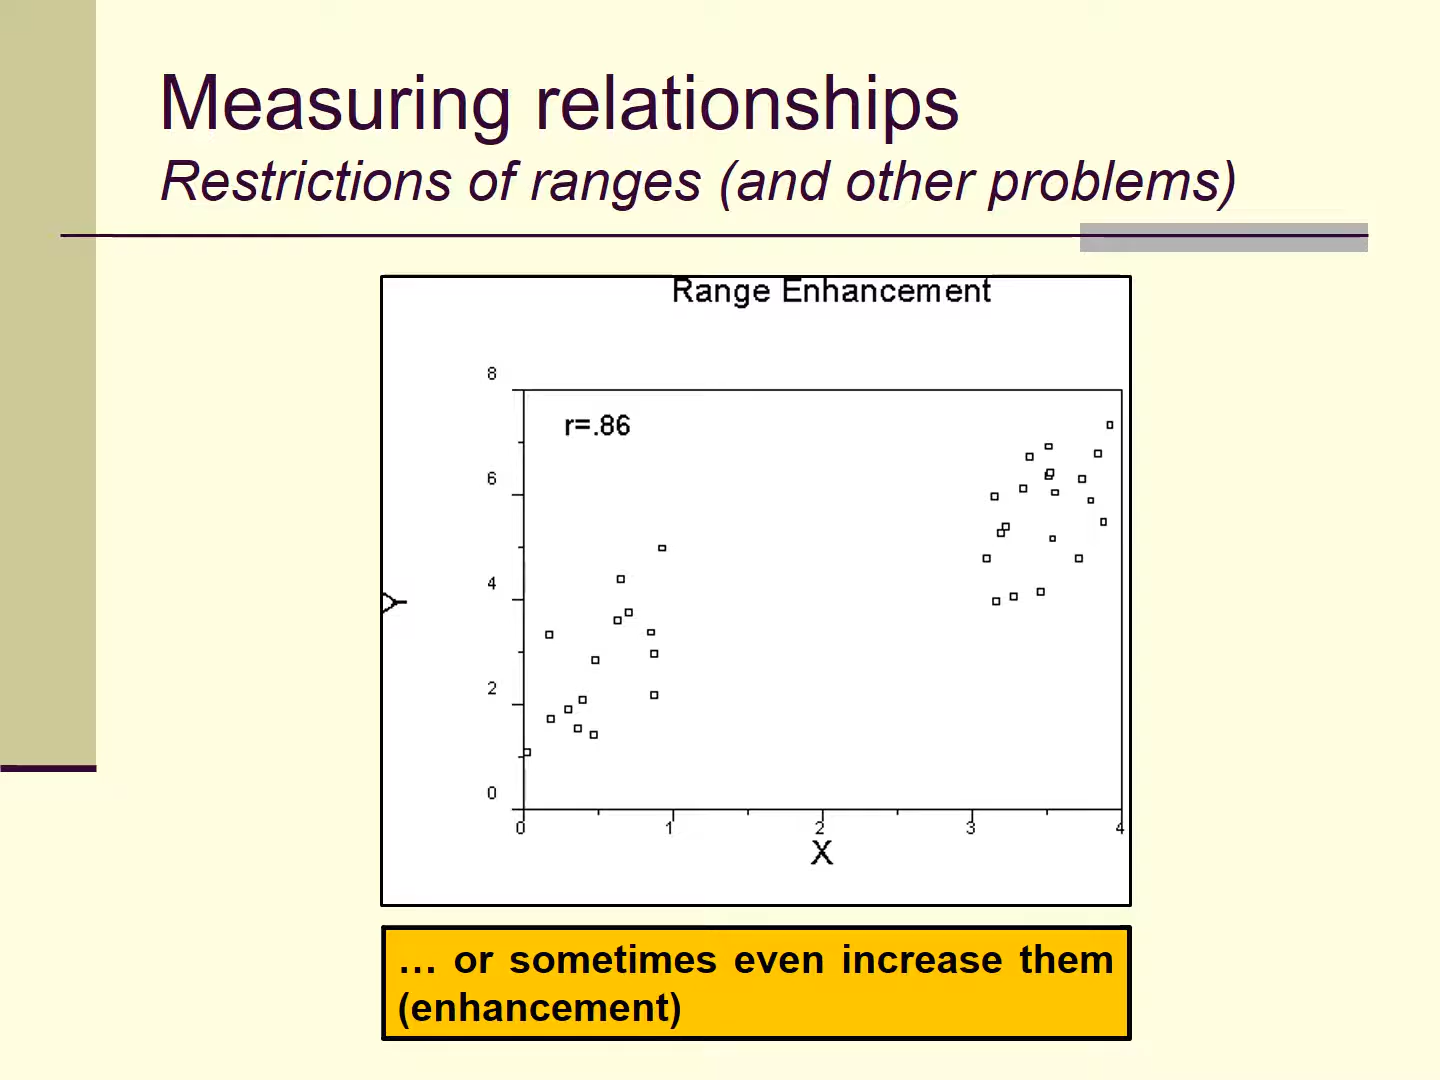 Measuring relationships
Restrictions of ranges (and other problems)
Range Enhancement
8
r=.86
6
4
Y
2
0
0 1 2 3 4
X
… or sometimes even increase them
(enhancement)